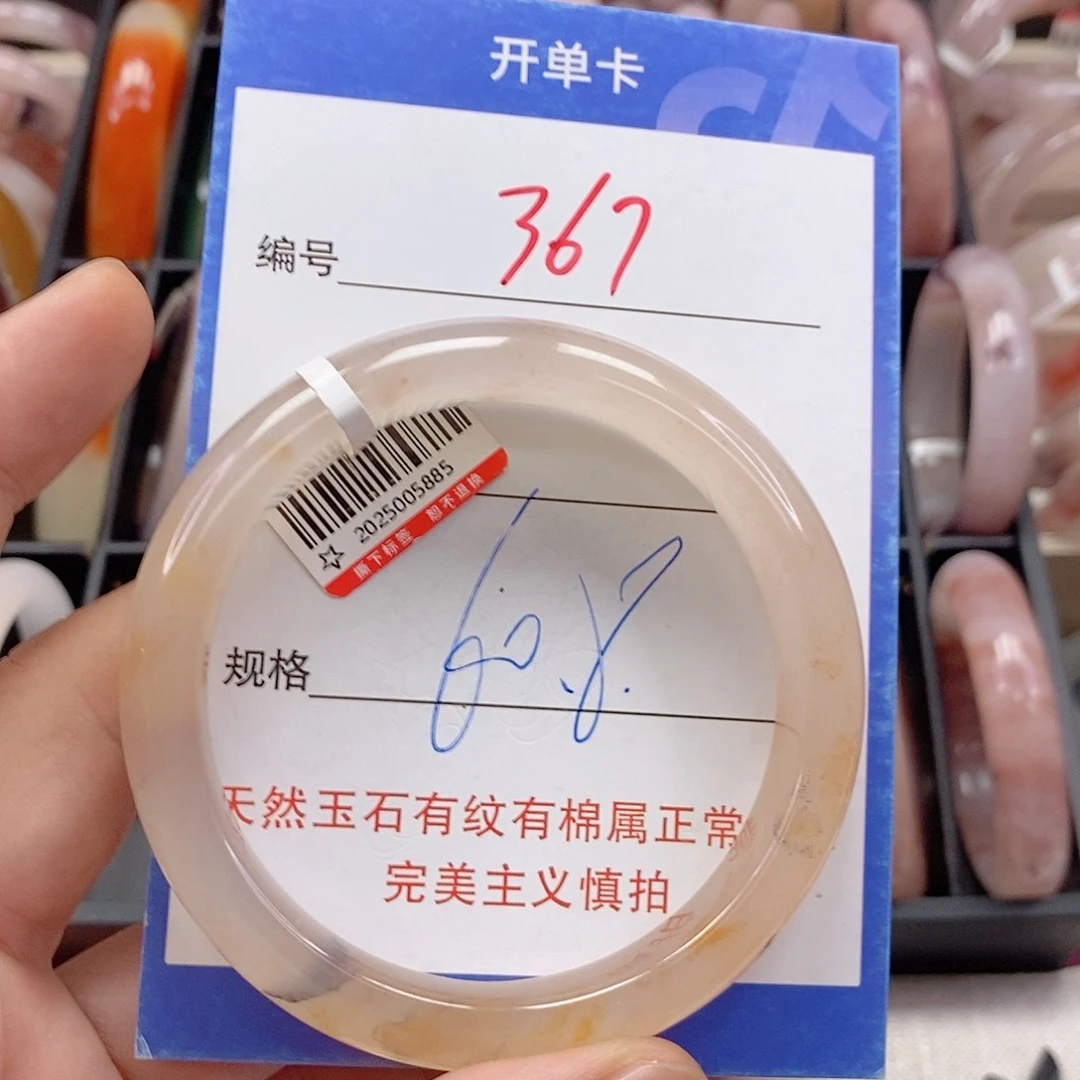 开单卡
编号 367
2025005885
撕下标签 恕不退换
规格 60.8.
天然玉石有纹有棉属正常
完美主义慎拍